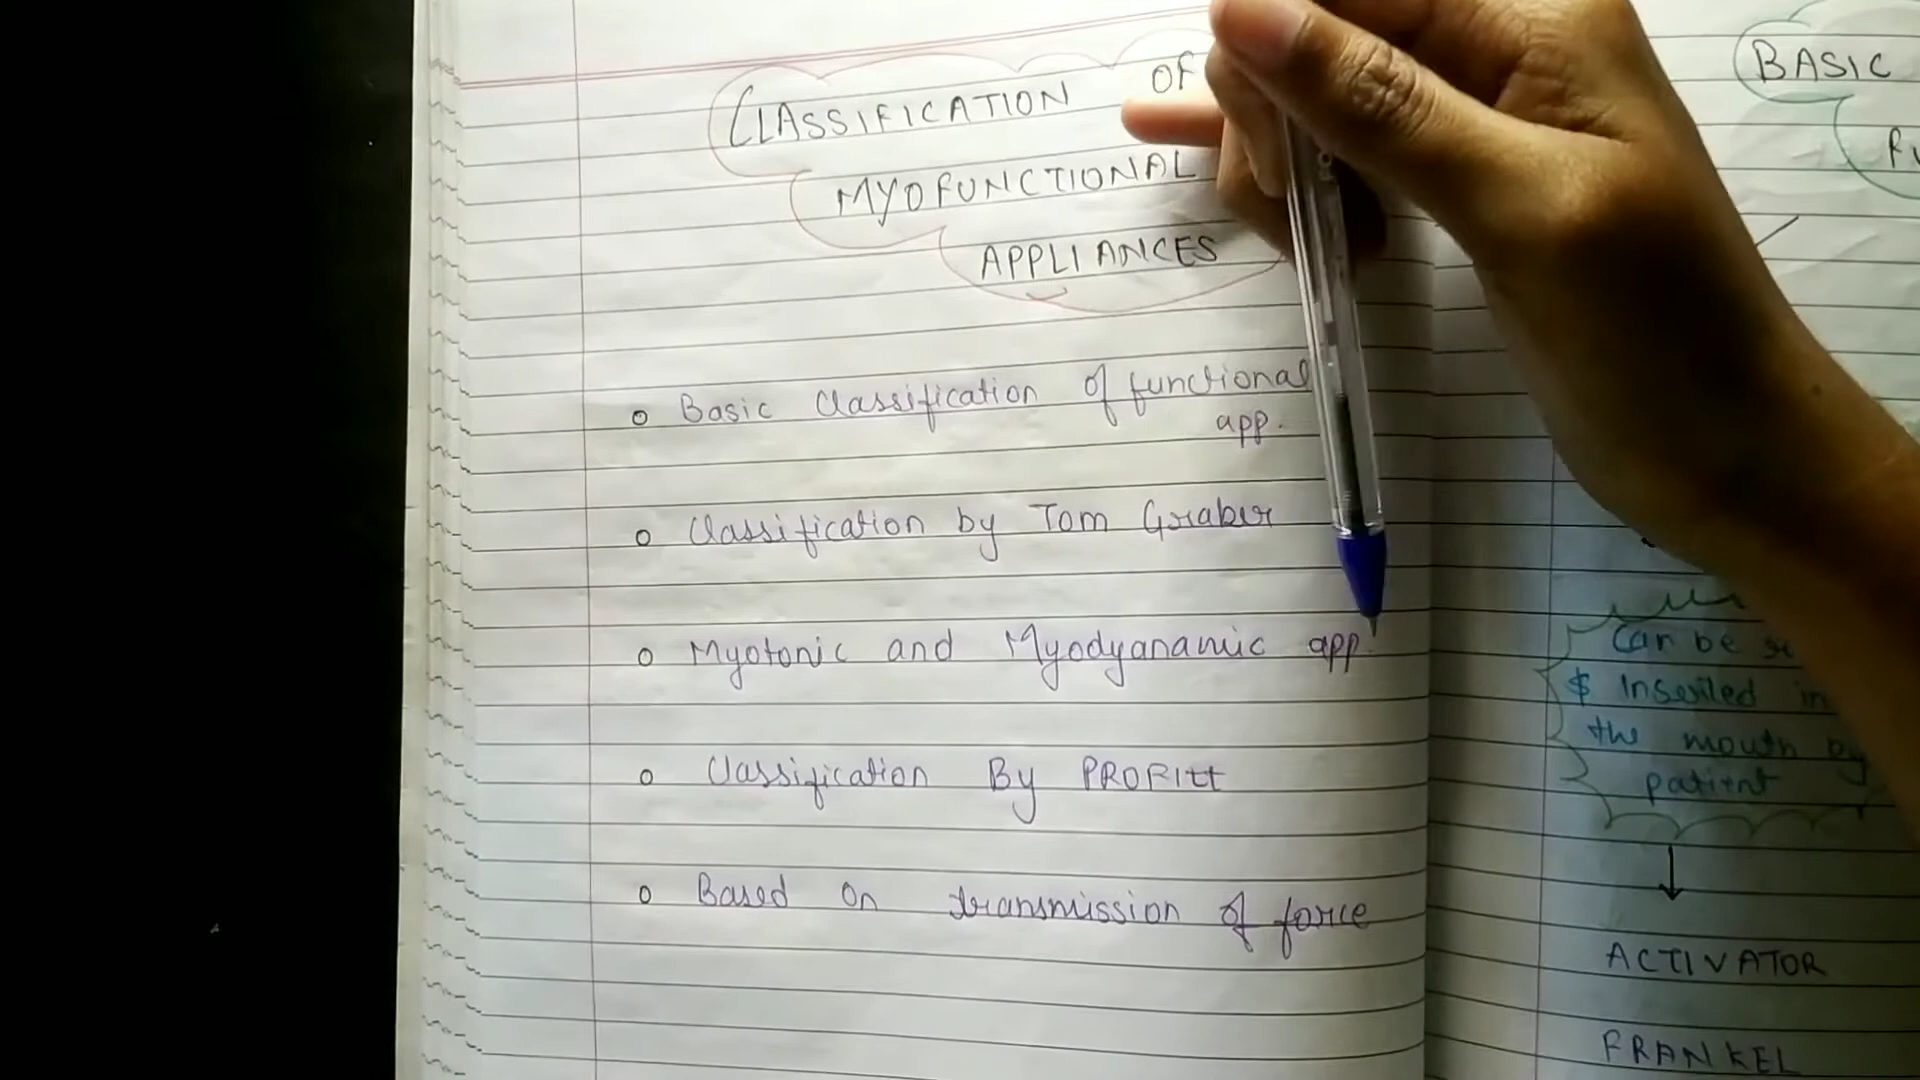 CLASSIFICATION OF
MYOFUNCTIONAL
APPLIANCES
o Basic Classification of functional
app.
o Classification by Tom Graber
o Myotonic and Myodyanamic app.
o Classification By PROFItt
o Based On transmission of force
BASIC
Can be
$ Inserted in
the mouth by
patient
ACTIVATOR
FRANKEL